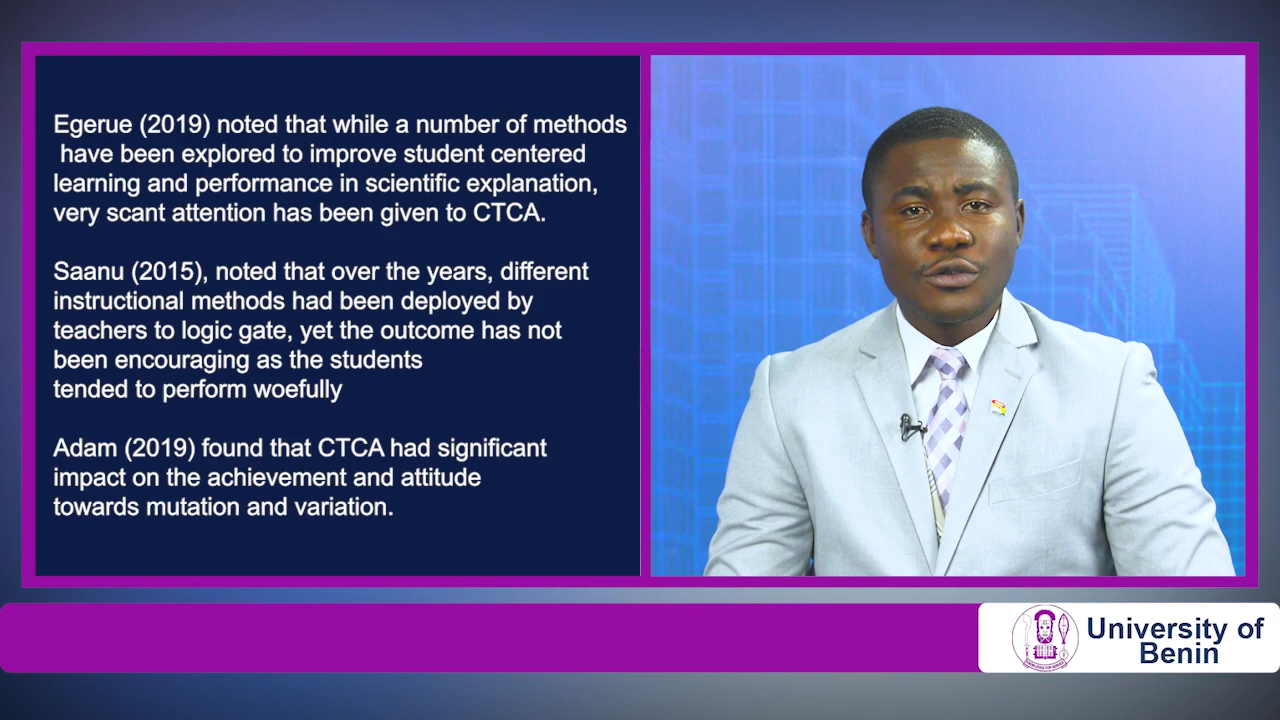 Egerue (2019) noted that while a number of methods
have been explored to improve student centered
learning and performance in scientific explanation,
very scant attention has been given to CTCA.
Saanu (2015), noted that over the years, different
instructional methods had been deployed by
teachers to logic gate, yet the outcome has not
been encouraging as the students
tended to perform woefully
Adam (2019) found that CTCA had significant
impact on the achievement and attitude
towards mutation and variation.
University of
Benin